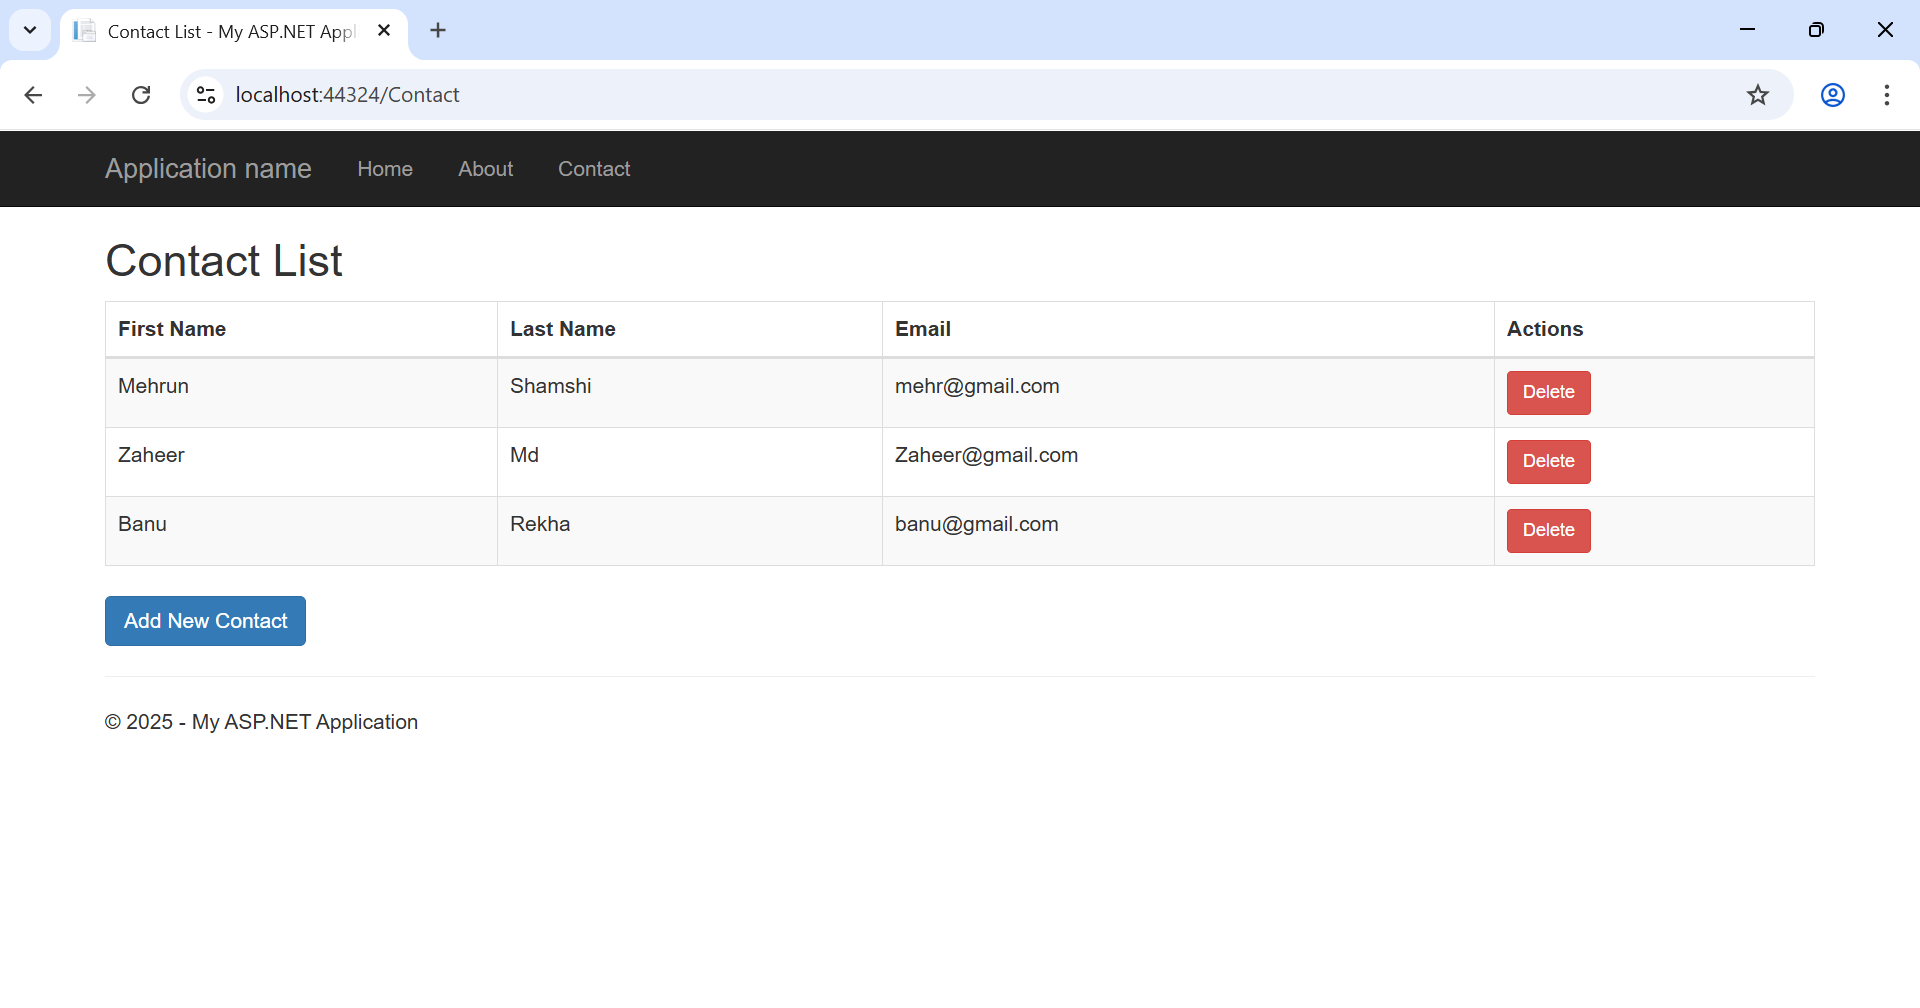 Contact List - My ASP.NET Appl
localhost:44324/Contact
Application name Home About Contact
Contact List
First Name Last Name Email Actions
Mehrun Shamshi mehr@gmail.com Delete
Zaheer Md Zaheer@gmail.com Delete
Banu Rekha banu@gmail.com Delete
Add New Contact
© 2025 - My ASP.NET Application